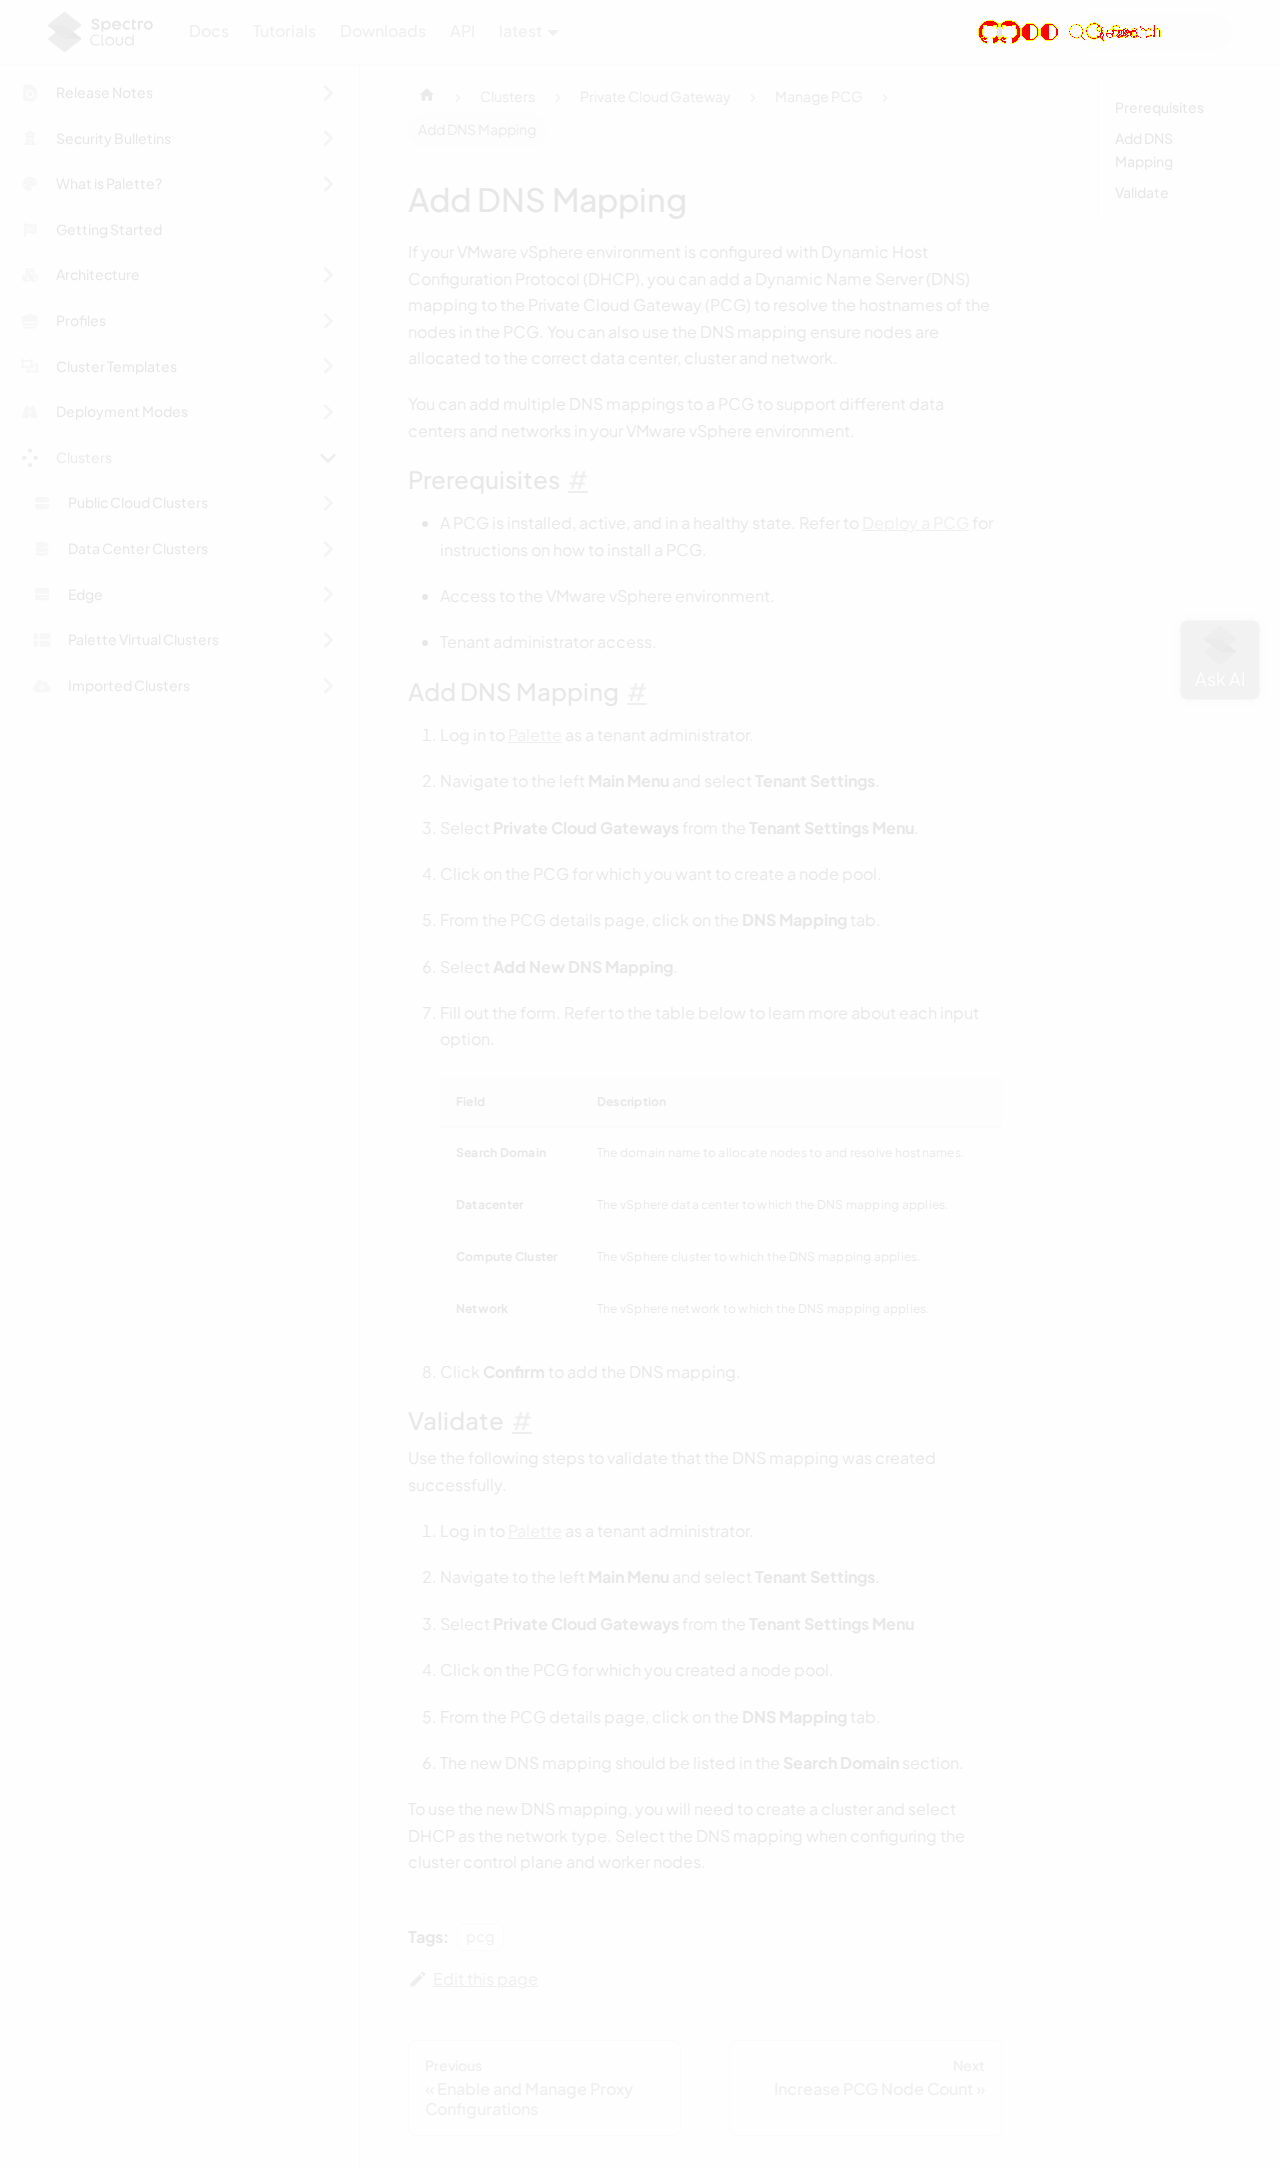 Spectro
Cloud
Docs
Tutorials
Downloads
API
latest
Release Notes
Security Bulletins
What is Palette?
Getting Started
Architecture
Profiles
Cluster Templates
Deployment Modes
Clusters
Public Cloud Clusters
Data Center Clusters
Edge
Palette Virtual Clusters
Imported Clusters
Clusters
Private Cloud Gateway
Manage PCG
Add DNS Mapping
Add DNS Mapping
If your VMware vSphere environment is configured with Dynamic Host
Configuration Protocol (DHCP), you can add a Dynamic Name Server (DNS)
mapping to the Private Cloud Gateway (PCG) to resolve the hostnames of the
nodes in the PCG. You can also use the DNS mapping ensure nodes are
allocated to the correct data center, cluster and network.
You can add multiple DNS mappings to a PCG to support different data
centers and networks in your VMware vSphere environment.
Prerequisites #
• A PCG is installed, active, and in a healthy state. Refer to Deploy a PCG for
instructions on how to install a PCG.
• Access to the VMware vSphere environment.
• Tenant administrator access.
Add DNS Mapping #
1. Log in to Palette as a tenant administrator.
2. Navigate to the left Main Menu and select Tenant Settings.
3. Select Private Cloud Gateways from the Tenant Settings Menu.
4. Click on the PCG for which you want to create a node pool.
5. From the PCG details page, click on the DNS Mapping tab.
6. Select Add New DNS Mapping.
7. Fill out the form. Refer to the table below to learn more about each input
option.
Field Description
Search Domain The domain name to allocate nodes to and resolve hostnames.
Datacenter The vSphere data center to which the DNS mapping applies.
Compute Cluster The vSphere cluster to which the DNS mapping applies.
Network The vSphere network to which the DNS mapping applies.
8. Click Confirm to add the DNS mapping.
Validate #
Use the following steps to validate that the DNS mapping was created
successfully.
1. Log in to Palette as a tenant administrator.
2. Navigate to the left Main Menu and select Tenant Settings.
3. Select Private Cloud Gateways from the Tenant Settings Menu
4. Click on the PCG for which you created a node pool.
5. From the PCG details page, click on the DNS Mapping tab.
6. The new DNS mapping should be listed in the Search Domain section.
To use the new DNS mapping, you will need to create a cluster and select
DHCP as the network type. Select the DNS mapping when configuring the
cluster control plane and worker nodes.
Tags: pcg
Edit this page
Previous
« Enable and Manage Proxy
Configurations
Next
Increase PCG Node Count »
Prerequisites
Add DNS
Mapping
Validate
Ask AI